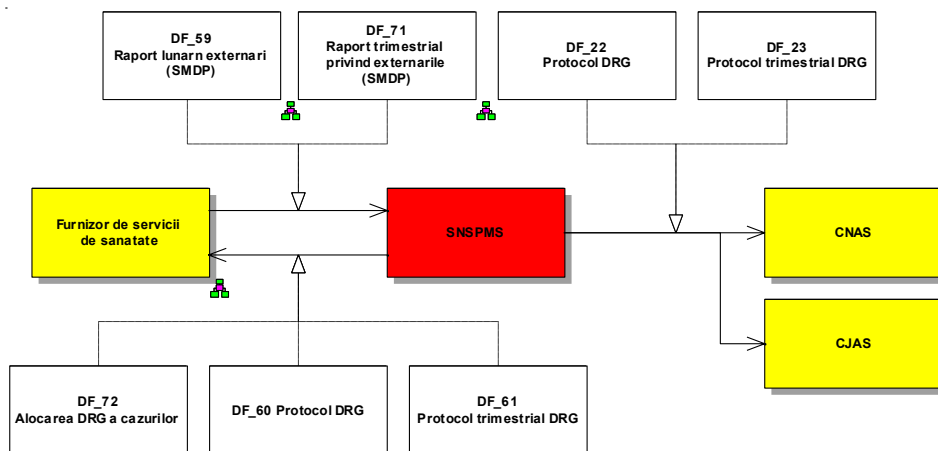 DF_59
Raport lunarn externari
(SMDP)
DF_71
Raport trimestrial
privind externarile
(SMDP)
DF_22
Protocol DRG
DF_23
Protocol trimestrial DRG
Furnizor de servicii
de sanatate
SNSPMS
CNAS
CJAS
DF_72
Alocarea DRG a cazurilor
DF_60 Protocol DRG
DF_61
Protocol trimestrial DRG